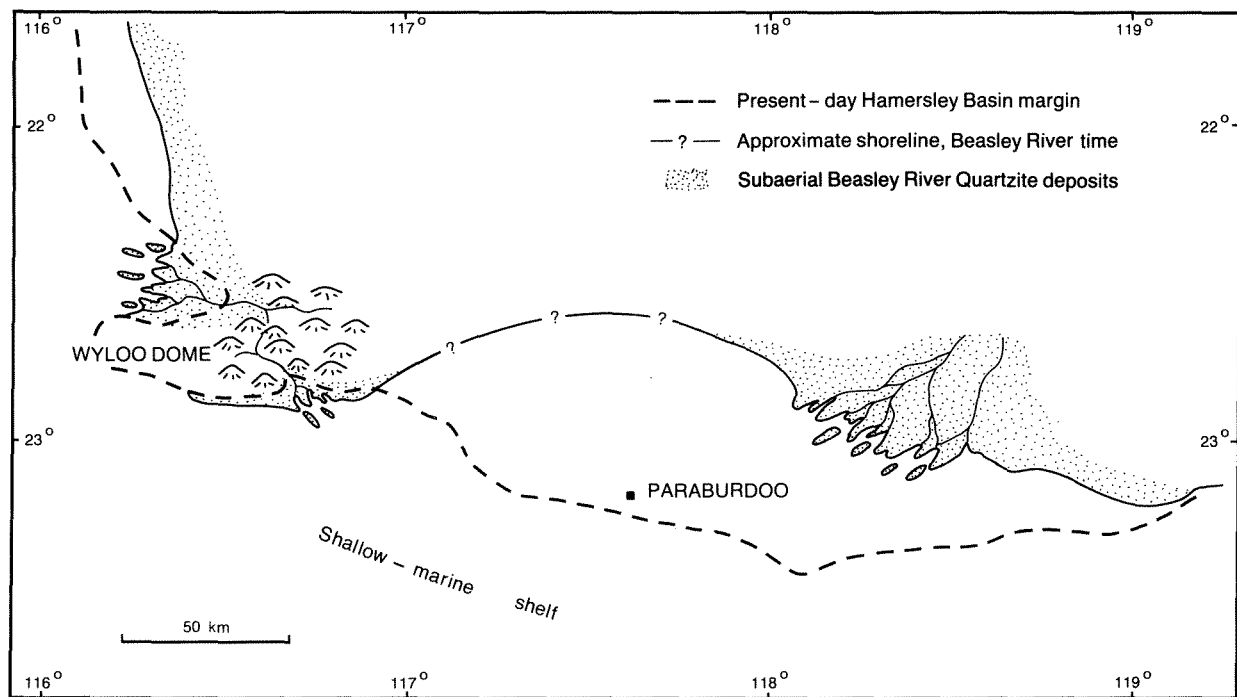 116°
117°
118°
119°
Present-day Hamersley Basin margin
22°
22°
— ? — Approximate shoreline, Beasley River time
Subaerial Beasley River Quartzite deposits
?
?
?
WYLOO DOME
23°
23°
PARABURDOO
Shallow-marine shelf
50 km
116°
117°
118°
119°